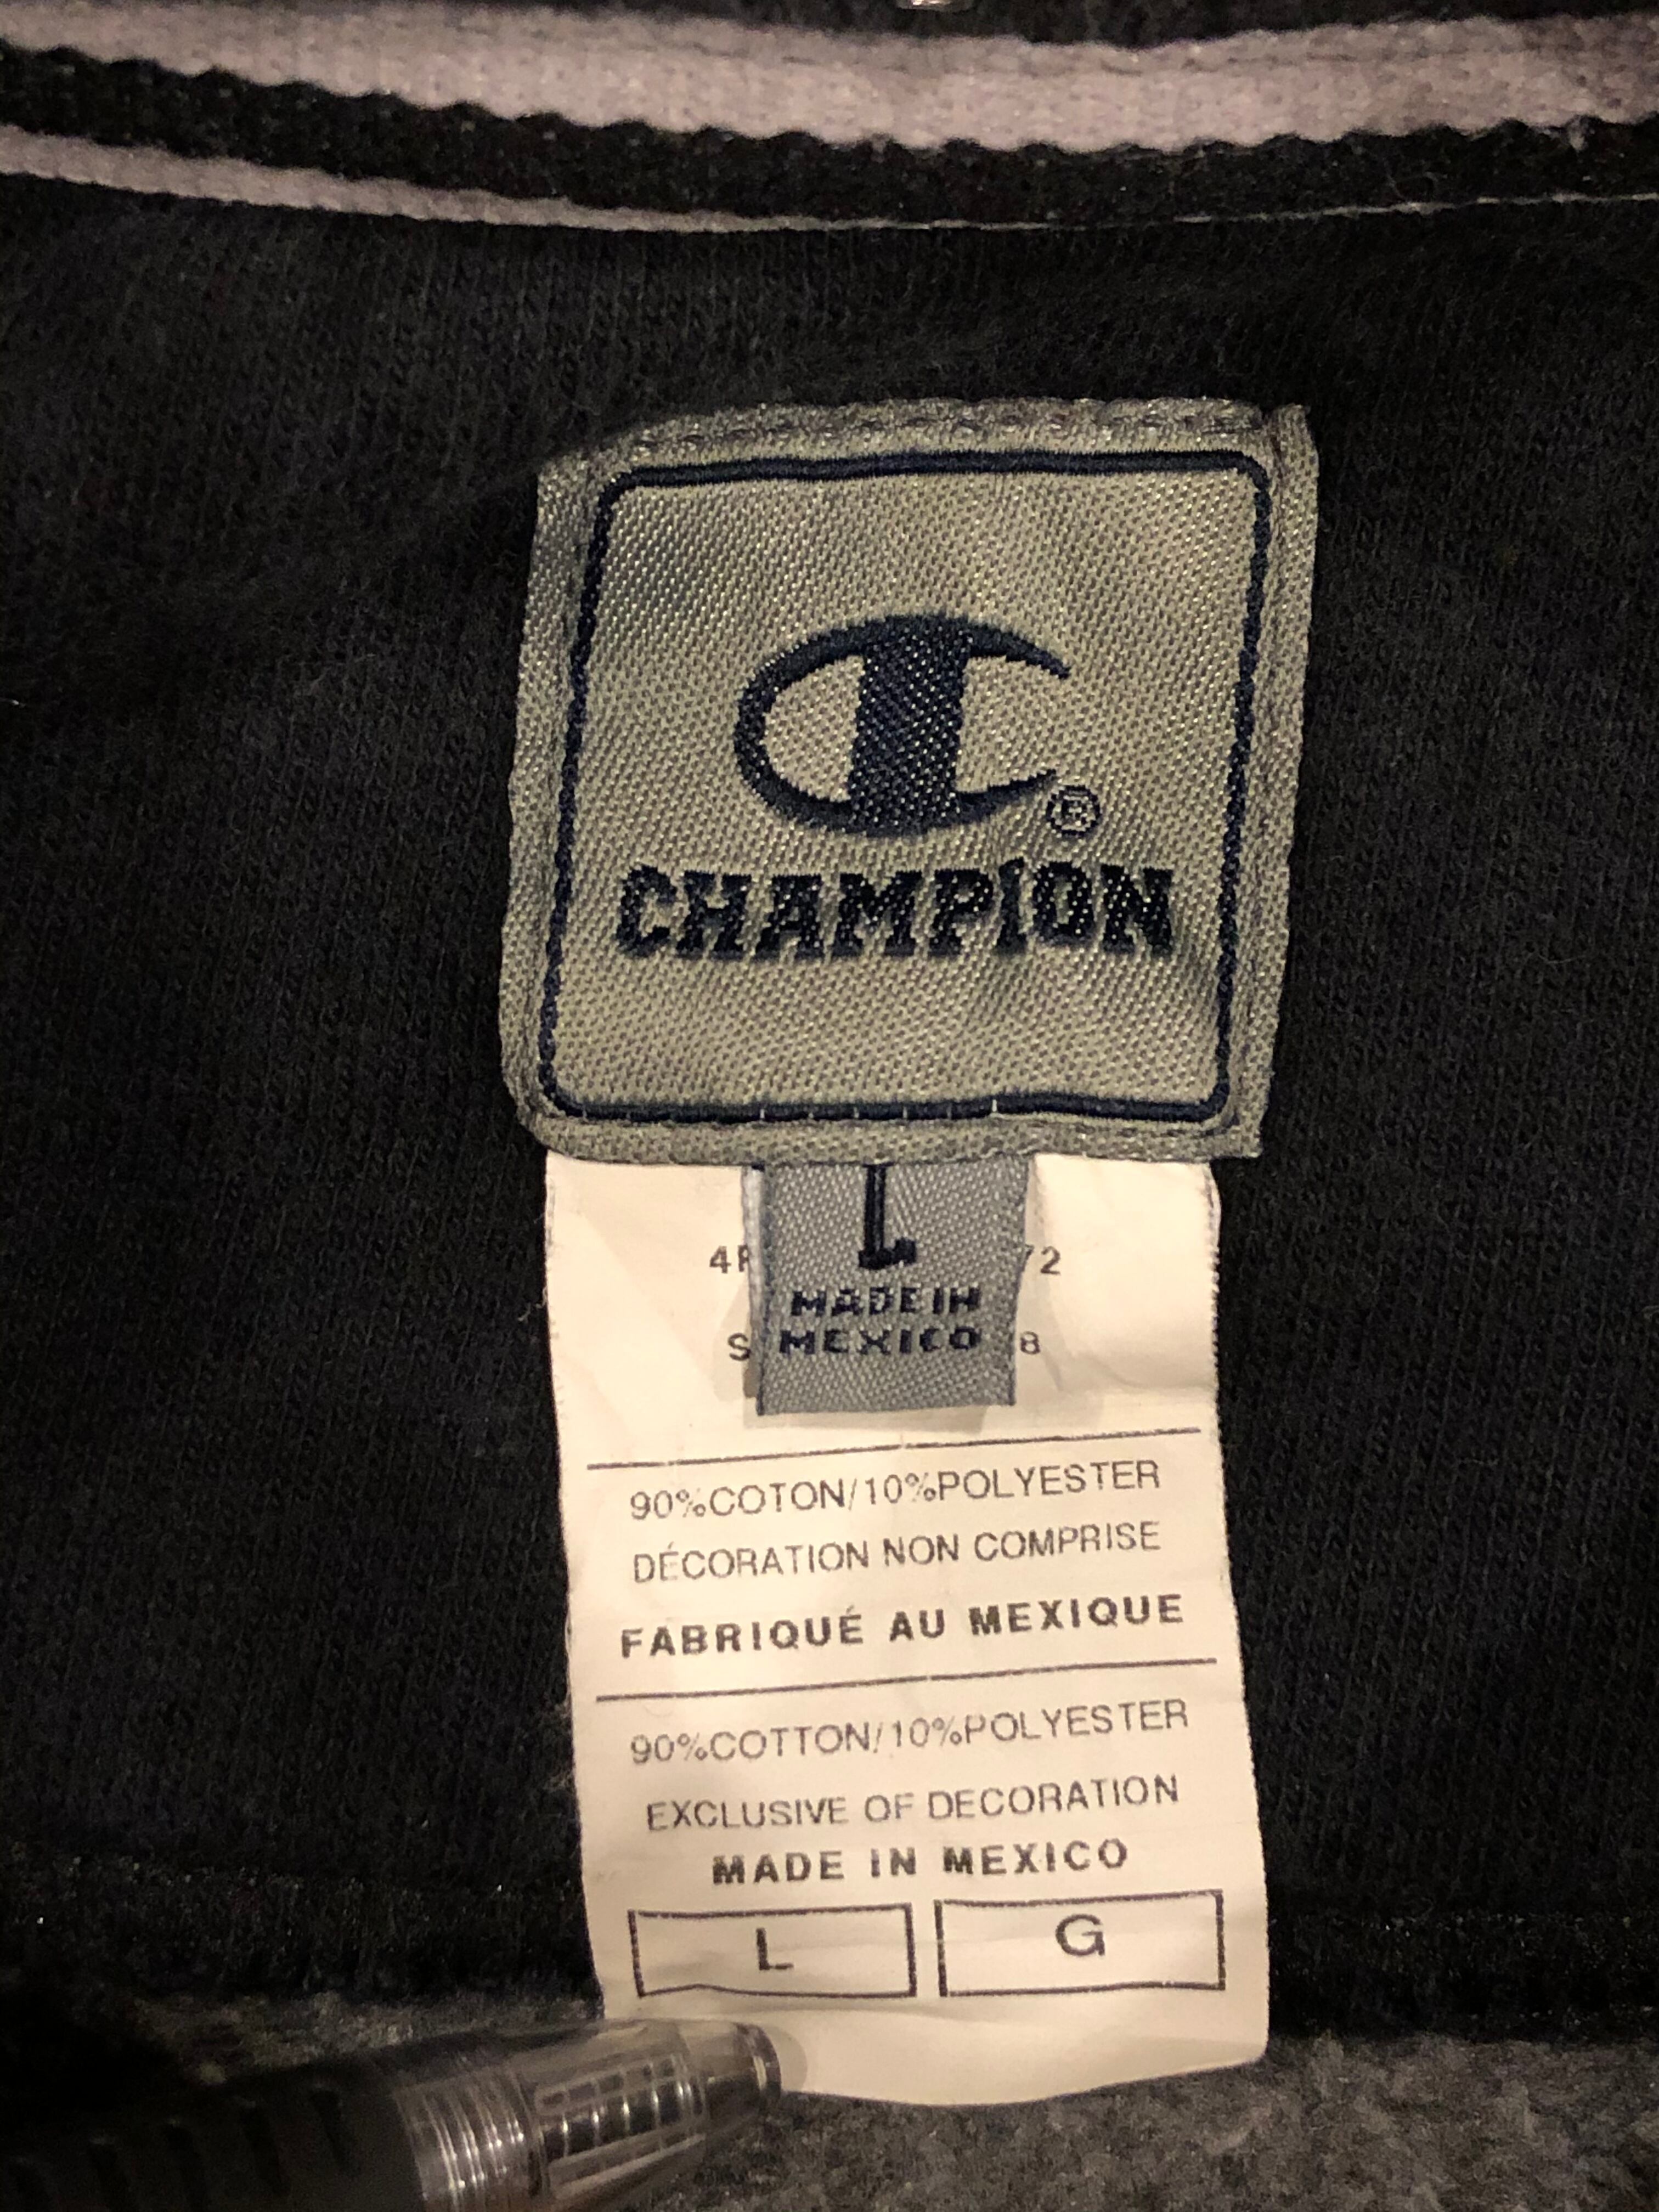 ®
CHAMPION
L
MADE IN
MEXICO
90%COTON/10%POLYESTER
DÉCORATION NON COMPRISE
FABRIQUÉ AU MEXIQUE
90%COTTON/10%POLYESTER
EXCLUSIVE OF DECORATION
MADE IN MEXICO
L G